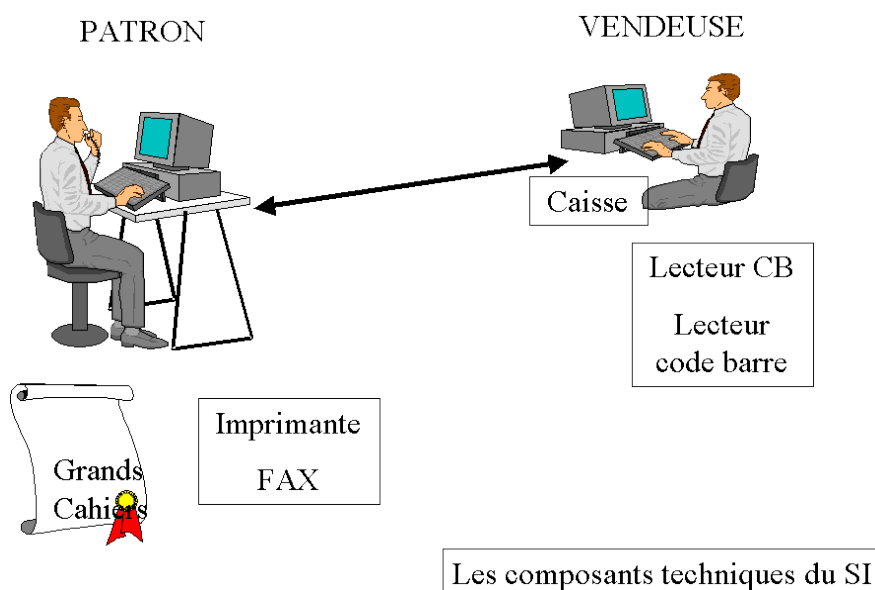 PATRON
VENDEUSE
Caisse
Lecteur CB
Lecteur
code barre
Imprimante
FAX
Grands
Cahiers
Les composants techniques du SI